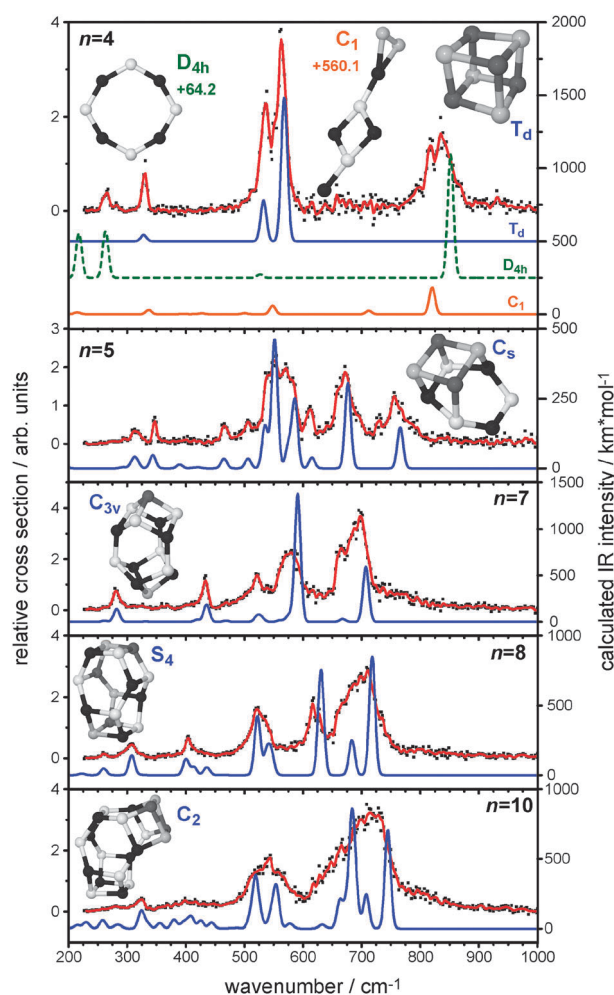 relative cross section / arb. units
calculated IR intensity / km*mol⁻¹
n=4
D4h
+64.2
C1
+560.1
Td
4
2
0
2000
1500
1000
500
0
Td
D4h
C1
n=5
Cs
3
2
1
0
500
250
0
C3v
n=7
4
2
0
1500
1000
500
0
S4
n=8
4
2
0
1000
500
0
C2
n=10
4
2
0
1000
500
0
200 300 400 500 600 700 800 900 1000
wavenumber / cm⁻¹